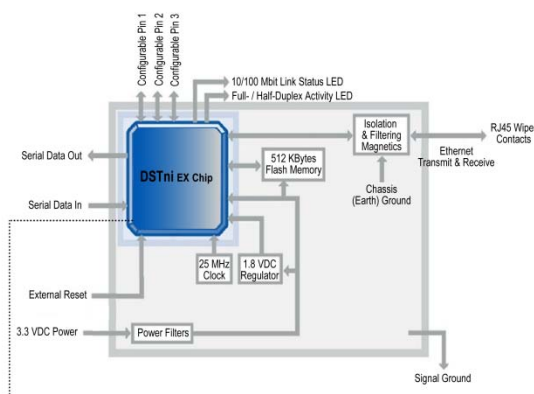 Configurable Pin 1
Configurable Pin 2
Configurable Pin 3
10/100 Mbit Link Status LED
Full- / Half-Duplex Activity LED
Isolation
& Filtering
Magnetics
RJ45 Wipe
Contacts
Ethernet
Transmit & Receive
Serial Data Out
DSTni EX Chip
512 KBytes
Flash Memory
Chassis
(Earth) Ground
Serial Data In
25 MHz
Clock
1.8 VDC
Regulator
External Reset
3.3 VDC Power
Power Filters
Signal Ground